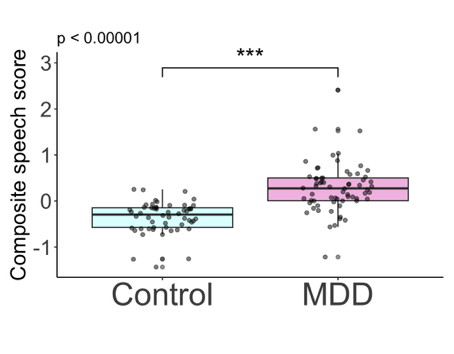 p < 0.00001
***
3
2
1
0
-1
Composite speech score
Control MDD